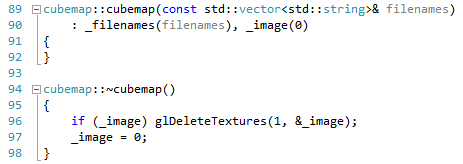 89 cubemap::cubemap(const std::vector<std::string>& filenames)
90     : _filenames(filenames), _image(0)
91 {
92 }
93
94 cubemap::~cubemap()
95 {
96     if (_image) glDeleteTextures(1, &_image);
97     _image = 0;
98 }